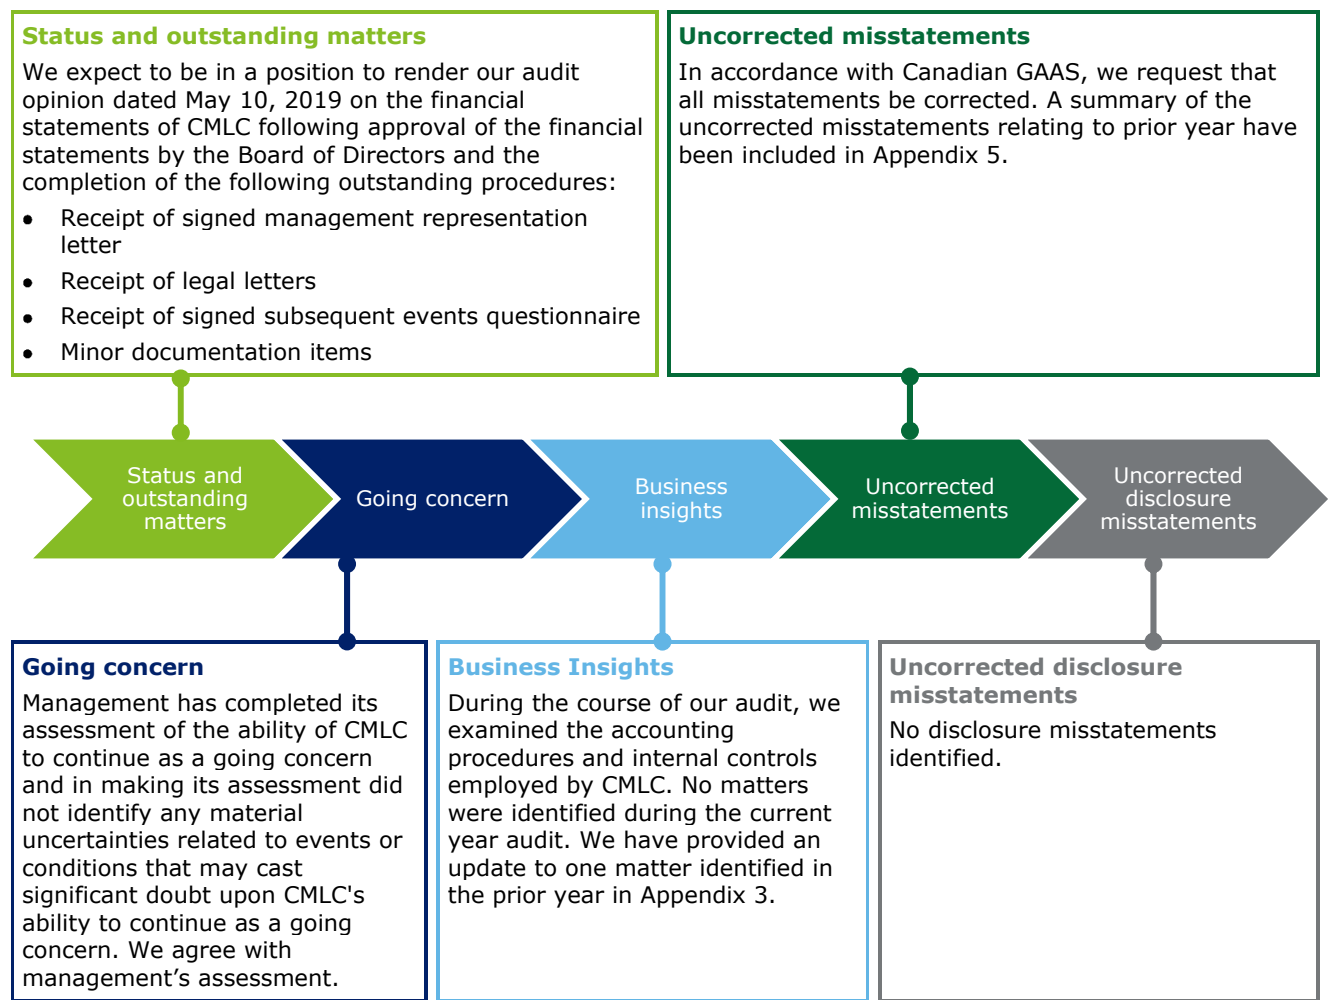 Status and outstanding matters
We expect to be in a position to render our audit
opinion dated May 10, 2019 on the financial
statements of CMLC following approval of the financial
statements by the Board of Directors and the
completion of the following outstanding procedures:
• Receipt of signed management representation
letter
• Receipt of legal letters
• Receipt of signed subsequent events questionnaire
• Minor documentation items
Uncorrected misstatements
In accordance with Canadian GAAS, we request that
all misstatements be corrected. A summary of the
uncorrected misstatements relating to prior year have
been included in Appendix 5.
Status and
outstanding
matters
Going concern
Business
insights
Uncorrected
misstatements
Uncorrected
disclosure
misstatements
Going concern
Management has completed its
assessment of the ability of CMLC
to continue as a going concern
and in making its assessment did
not identify any material
uncertainties related to events or
conditions that may cast
significant doubt upon CMLC's
ability to continue as a going
concern. We agree with
management’s assessment.
Business Insights
During the course of our audit, we
examined the accounting
procedures and internal controls
employed by CMLC. No matters
were identified during the current
year audit. We have provided an
update to one matter identified in
the prior year in Appendix 3.
Uncorrected disclosure
misstatements
No disclosure misstatements
identified.